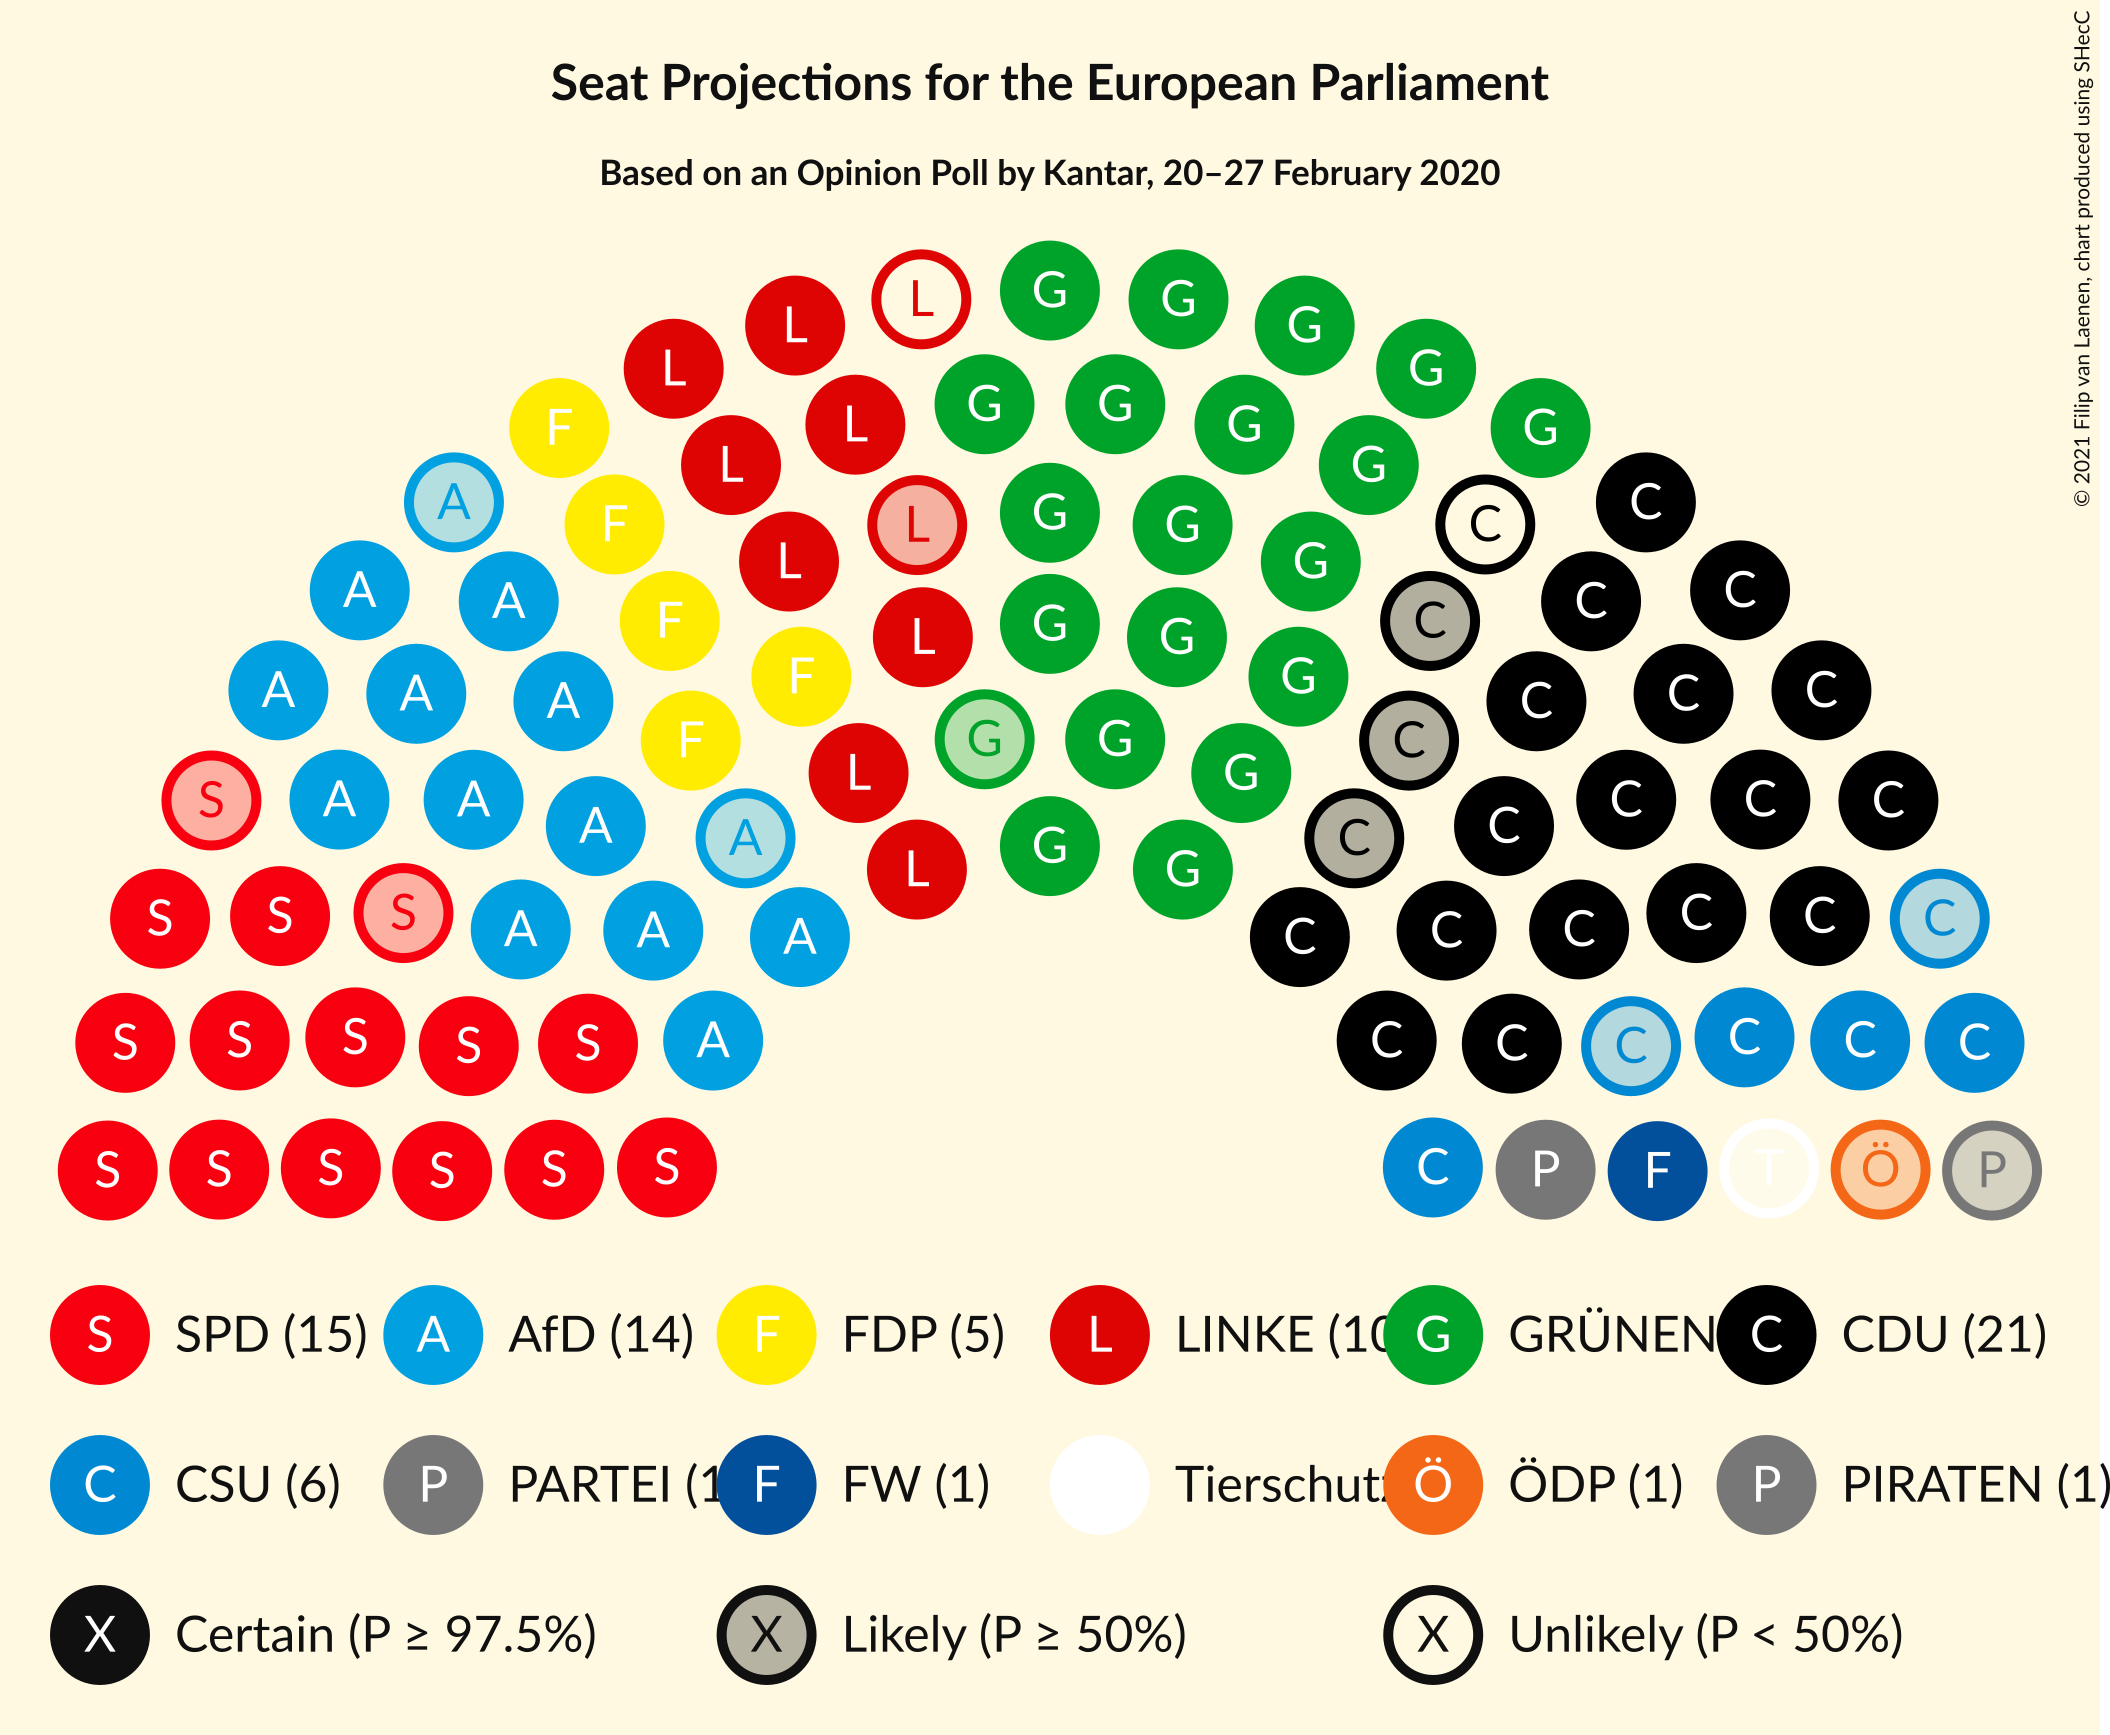 Seat Projections for the European Parliament
Based on an Opinion Poll by Kantar, 20–27 February 2020
© 2021 Filip van Laenen, chart produced using SHecC
L G G G G
L L G G G G G
F L L G G G G C C
A F L L G G G C C
A A F L G G G C C C
A A A F F L G G G C C C C
S A A A F A L G G C C C C C
S S S A A A L G G C C C C C C C
S S S S S A C C C C C C
S S S S S S C P F T Ö P
S SPD (15) A AfD (14) F FDP (5) L LINKE (10 G GRÜNEN C CDU (21)
C CSU (6) P PARTEI (1 F FW (1) Tierschutz Ö ÖDP (1) P PIRATEN (1)
X Certain (P ≥ 97.5%) X Likely (P ≥ 50%) X Unlikely (P < 50%)